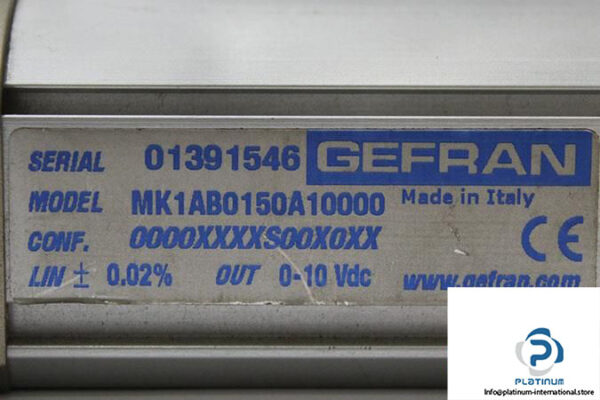 SERIAL 01391546 GEFRAN
MODEL MK1AB0150A10000 Made in Italy
CONF. 0000XXXXS00X0XX CE
LIN ± 0.02% OUT 0-10 Vdc www.gefran.com
PLATINUM
Info@platinum-international.store